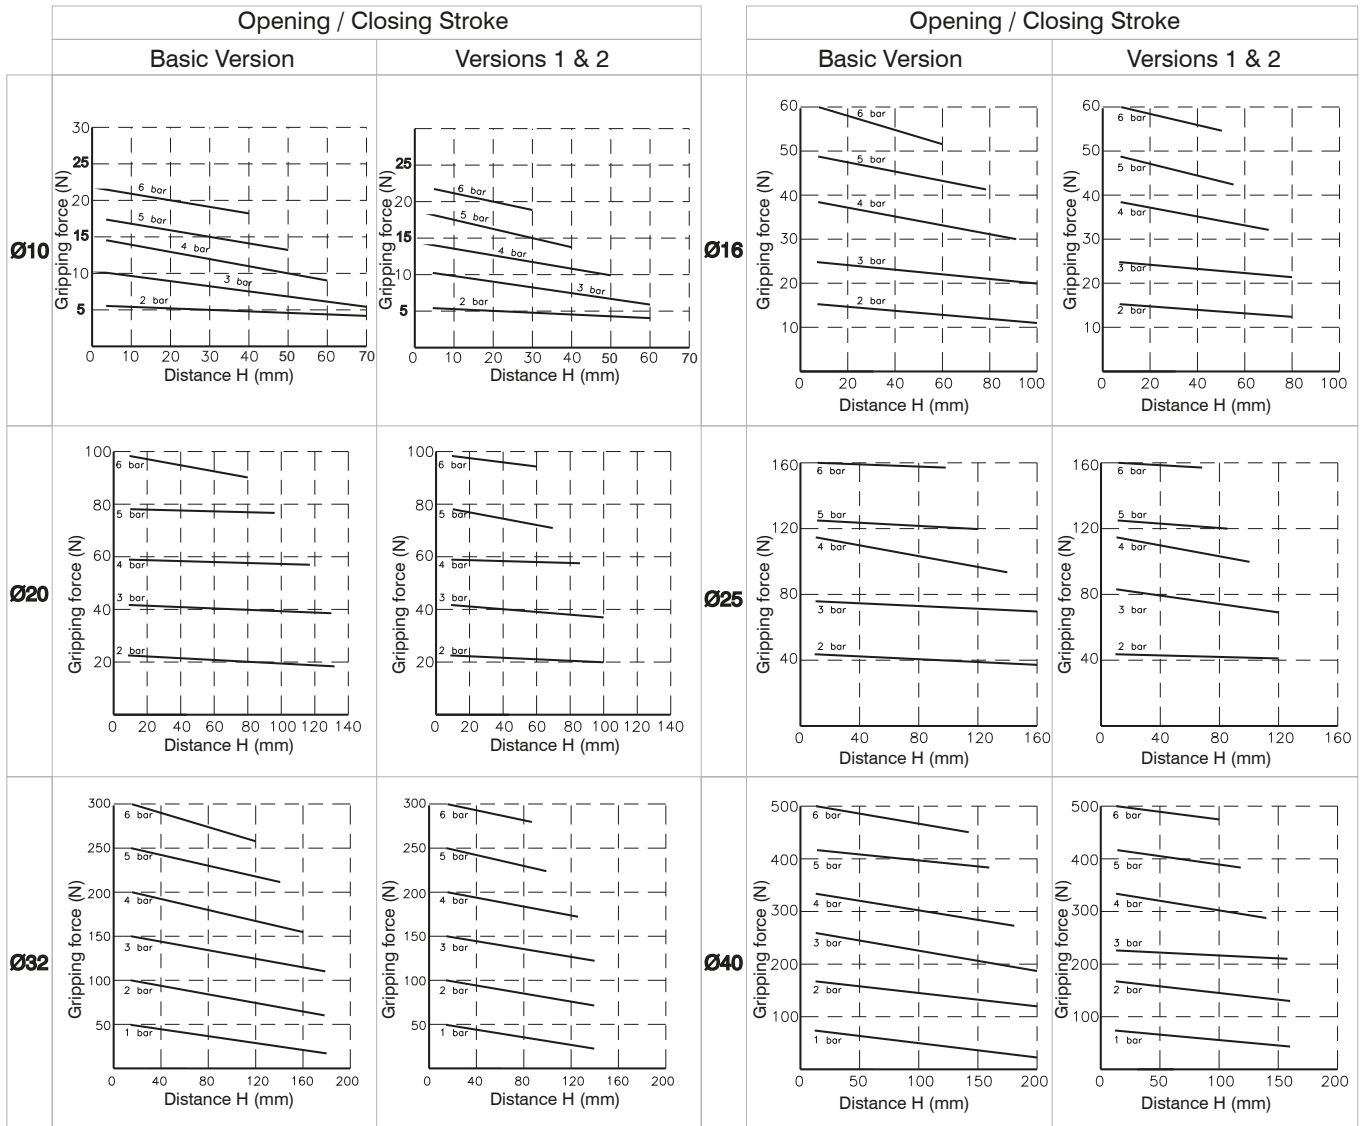 Opening / Closing Stroke
Opening / Closing Stroke
Basic Version
Versions 1 & 2
Basic Version
Versions 1 & 2
Ø10
Gripping force (N)
30
25
20
15
10
5
6 bar
5 bar
4 bar
3 bar
2 bar
0 10 20 30 40 50 60 70
Distance H (mm)
Gripping force (N)
25
20
15
10
5
6 bar
5 bar
4 bar
3 bar
2 bar
0 10 20 30 40 50 60 70
Distance H (mm)
Ø16
Gripping force (N)
60
50
40
30
20
10
6 bar
5 bar
4 bar
3 bar
2 bar
0 20 40 60 80 100
Distance H (mm)
Gripping force (N)
60
50
40
30
20
10
6 bar
5 bar
4 bar
3 bar
2 bar
0 20 40 60 80 100
Distance H (mm)
Ø20
Gripping force (N)
100
80
60
40
20
6 bar
5 bar
4 bar
3 bar
2 bar
0 20 40 60 80 100 120 140
Distance H (mm)
Gripping force (N)
100
80
60
40
20
6 bar
5 bar
4 bar
3 bar
2 bar
0 20 40 60 80 100 120 140
Distance H (mm)
Ø25
Gripping force (N)
160
120
80
40
6 bar
5 bar
4 bar
3 bar
2 bar
0 40 80 120 160
Distance H (mm)
Gripping force (N)
160
120
80
40
6 bar
5 bar
4 bar
3 bar
2 bar
0 40 80 120 160
Distance H (mm)
Ø32
Gripping force (N)
300
250
200
150
100
50
6 bar
5 bar
4 bar
3 bar
2 bar
1 bar
0 40 80 120 160 200
Distance H (mm)
Gripping force (N)
300
250
200
150
100
50
6 bar
5 bar
4 bar
3 bar
2 bar
1 bar
0 40 80 120 160 200
Distance H (mm)
Ø40
Gripping force (N)
500
400
300
200
100
6 bar
5 bar
4 bar
3 bar
2 bar
1 bar
0 50 100 150 200
Distance H (mm)
Gripping force (N)
500
400
300
200
100
6 bar
5 bar
4 bar
3 bar
2 bar
1 bar
0 50 100 150 200
Distance H (mm)